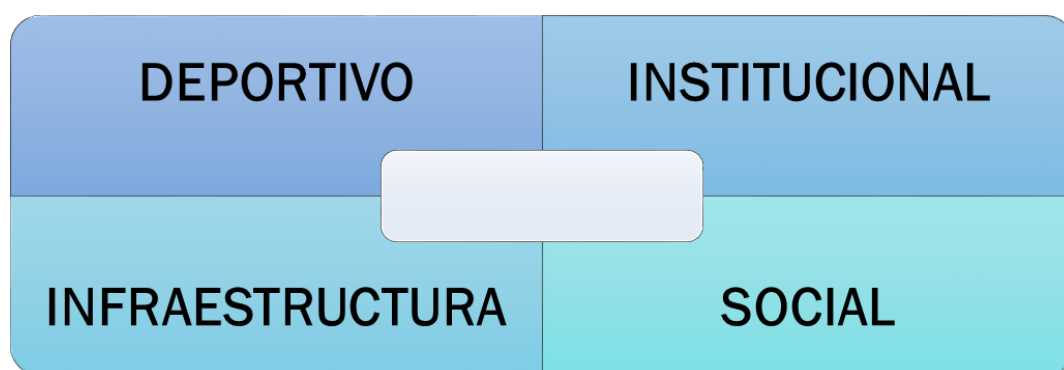 DEPORTIVO
INSTITUCIONAL
INFRAESTRUCTURA
SOCIAL